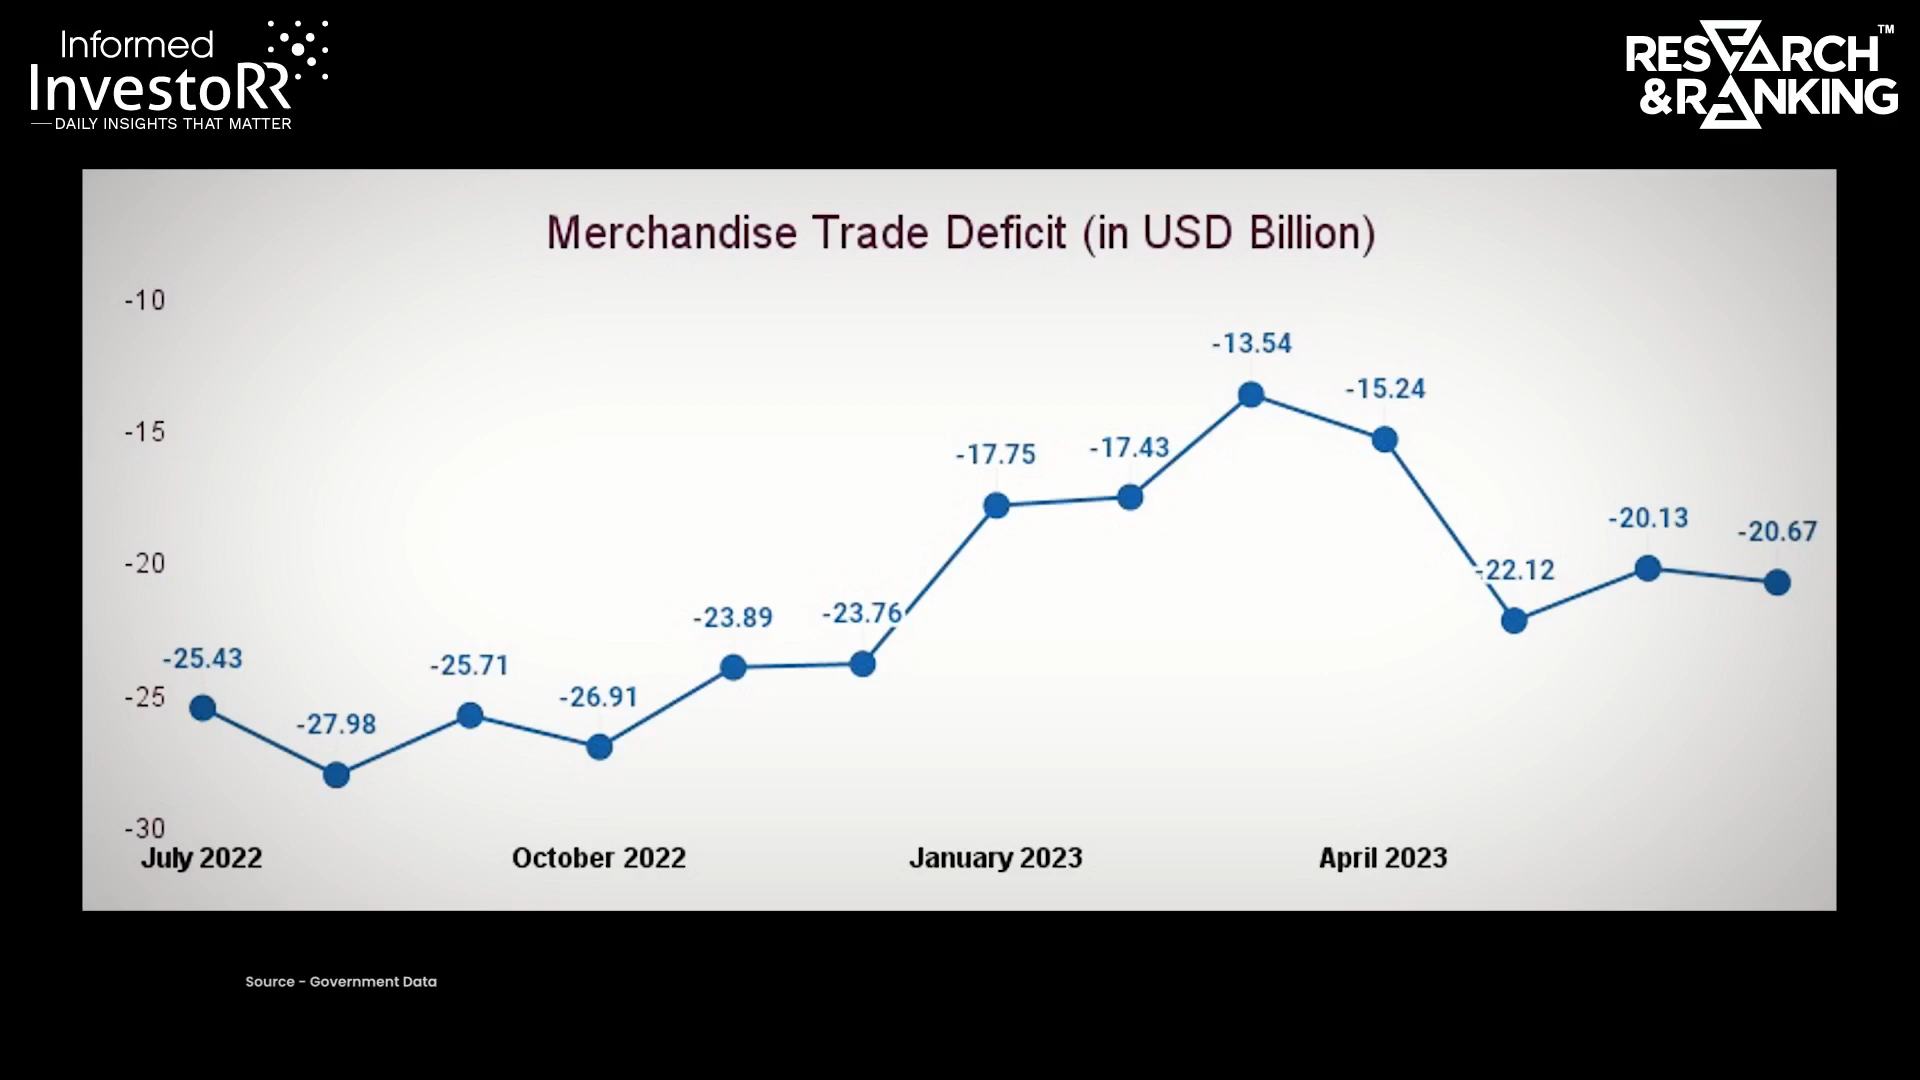 Informed
InvestoRR
DAILY INSIGHTS THAT MATTER
RESEARCH™
&RANKING
Merchandise Trade Deficit (in USD Billion)
-10
-15
-20
-25
-30
-25.43
-27.98
-25.71
-26.91
-23.89
-23.76
-17.75
-17.43
-13.54
-15.24
-22.12
-20.13
-20.67
July 2022
October 2022
January 2023
April 2023
Source - Government Data